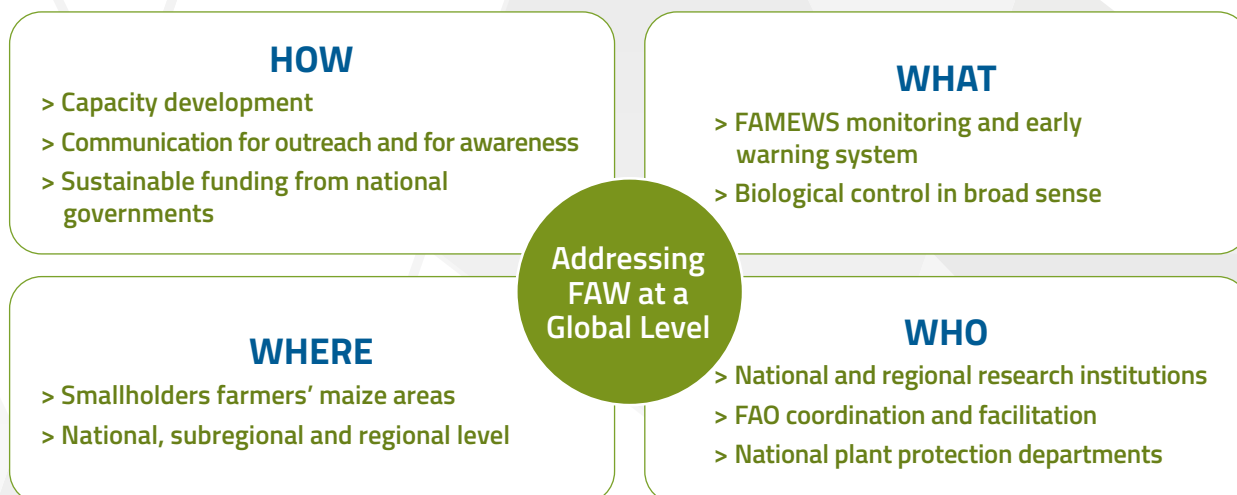 HOW
> Capacity development
> Communication for outreach and for awareness
> Sustainable funding from national
governments
WHAT
> FAMEWS monitoring and early
warning system
> Biological control in broad sense
Addressing
FAW at a
Global Level
WHERE
> Smallholders farmers’ maize areas
> National, subregional and regional level
WHO
> National and regional research institutions
> FAO coordination and facilitation
> National plant protection departments